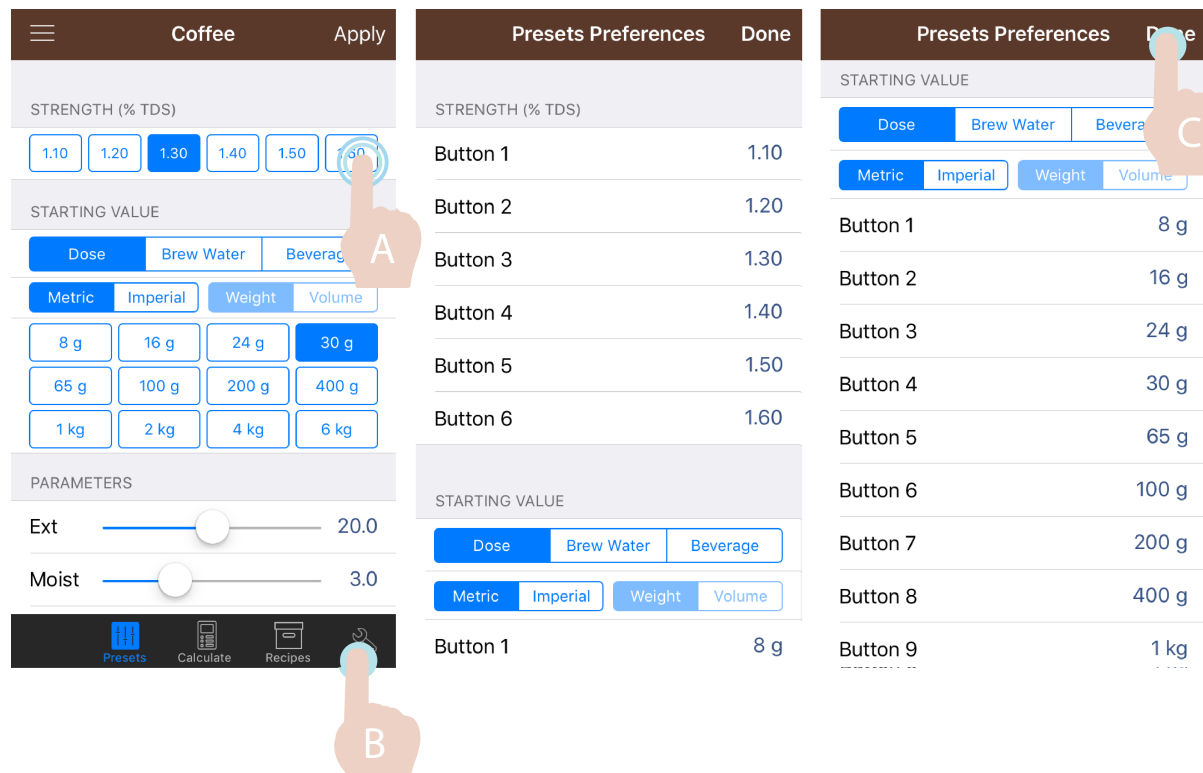 Coffee Apply
STRENGTH (% TDS)
1.10 1.20 1.30 1.40 1.50
STARTING VALUE
Dose Brew Water
Metric Imperial Weight Volume
8 g 16 g 24 g 30 g
65 g 100 g 200 g 400 g
1 kg 2 kg 4 kg 6 kg
PARAMETERS
Ext 20.0
Moist 3.0
Presets Calculate Recipes
A
B
Presets Preferences Done
STRENGTH (% TDS)
Button 1 1.10
Button 2 1.20
Button 3 1.30
Button 4 1.40
Button 5 1.50
Button 6 1.60
STARTING VALUE
Dose Brew Water Beverage
Metric Imperial Weight Volume
Button 1 8 g
Presets Preferences
STARTING VALUE
Dose Brew Water
Metric Imperial Weight Volume
Button 1 8 g
Button 2 16 g
Button 3 24 g
Button 4 30 g
Button 5 65 g
Button 6 100 g
Button 7 200 g
Button 8 400 g
Button 9 1 kg
C